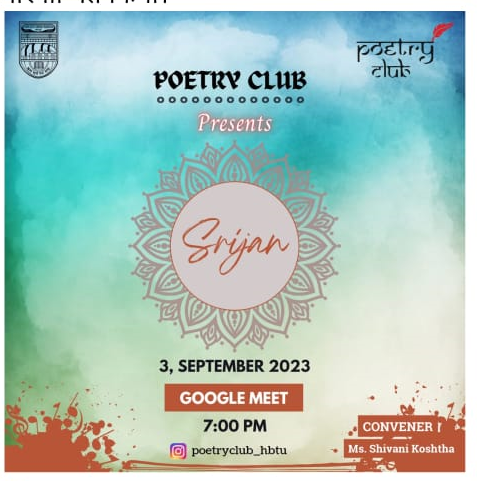 poetry
club
POETRY CLUB
Presents
Srijan
3, SEPTEMBER 2023
GOOGLE MEET
7:00 PM
poetryclub_hbtu
CONVENER
Ms. Shivani Koshtha